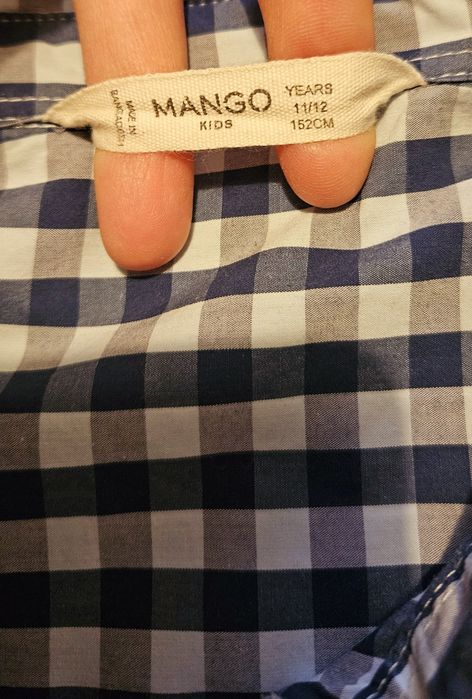 MADE IN
BANGLADESH
MANGO
KIDS
YEARS
11/12
152CM